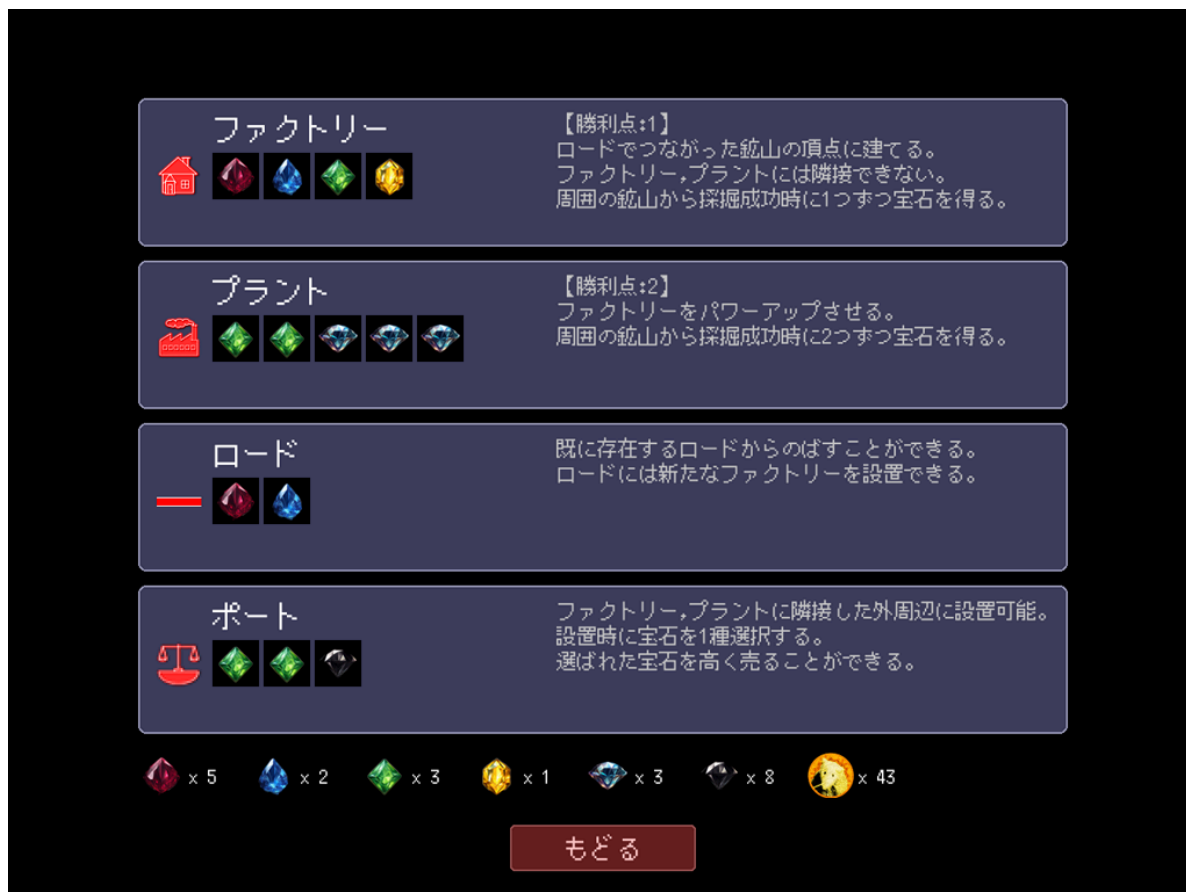 ファクトリー
【勝利点:1】
ロードでつながった鉱山の頂点に建てる。
ファクトリー,プラントには隣接できない。
周囲の鉱山から採掘成功時に1つずつ宝石を得る。
プラント
【勝利点:2】
ファクトリーをパワーアップさせる。
周囲の鉱山から採掘成功時に2つずつ宝石を得る。
ロード
既に存在するロードからのばすことができる。
ロードには新たなファクトリーを設置できる。
ポート
ファクトリー,プラントに隣接した外周辺に設置可能。
設置時に宝石を1種選択する。
選ばれた宝石を高く売ることができる。
x 5 x 2 x 3 x 1 x 3 x 8 x 43
もどる